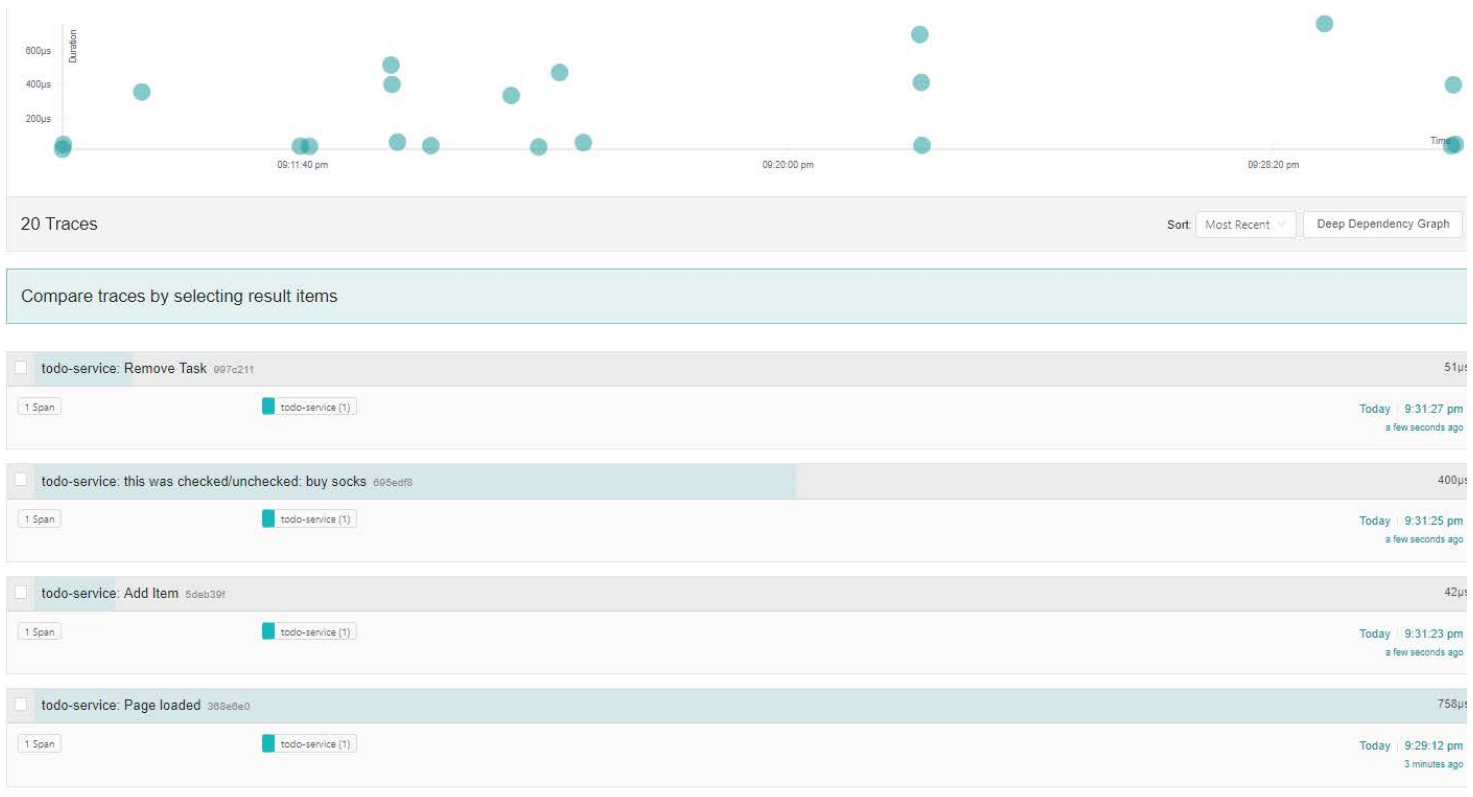 Duration
600μs
400μs
200μs
Time
09:11:40 pm 09:20:00 pm 09:28:20 pm
20 Traces Sort: Most Recent Deep Dependency Graph
Compare traces by selecting result items
todo-service: Remove Task 997c211 51μs
1 Span todo-service (1) Today 9:31:27 pm
a few seconds ago
todo-service: this was checked/unchecked: buy socks 695edf8 400μs
1 Span todo-service (1) Today 9:31:25 pm
a few seconds ago
todo-service: Add Item 5deb39f 42μs
1 Span todo-service (1) Today 9:31:23 pm
a few seconds ago
todo-service: Page loaded 368e6e0 758μs
1 Span todo-service (1) Today 9:29:12 pm
3 minutes ago